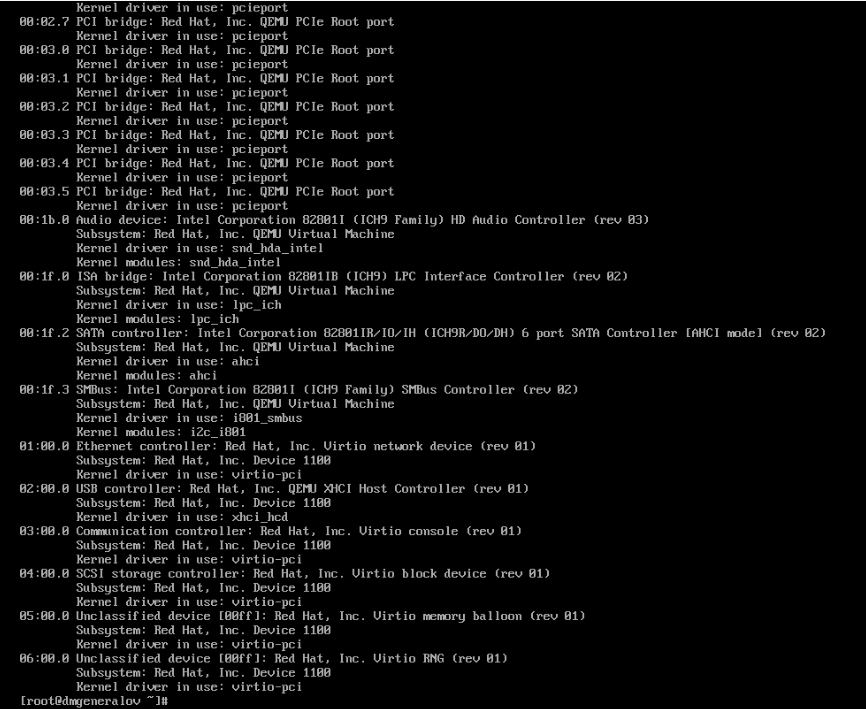 Kernel driver in use: pcieport
00:02.7 PCI bridge: Red Hat, Inc. QEMU PCIe Root port
Kernel driver in use: pcieport
00:03.0 PCI bridge: Red Hat, Inc. QEMU PCIe Root port
Kernel driver in use: pcieport
00:03.1 PCI bridge: Red Hat, Inc. QEMU PCIe Root port
Kernel driver in use: pcieport
00:03.2 PCI bridge: Red Hat, Inc. QEMU PCIe Root port
Kernel driver in use: pcieport
00:03.3 PCI bridge: Red Hat, Inc. QEMU PCIe Root port
Kernel driver in use: pcieport
00:03.4 PCI bridge: Red Hat, Inc. QEMU PCIe Root port
Kernel driver in use: pcieport
00:03.5 PCI bridge: Red Hat, Inc. QEMU PCIe Root port
Kernel driver in use: pcieport
00:1b.0 Audio device: Intel Corporation 82801I (ICH9 Family) HD Audio Controller (rev 03)
Subsystem: Red Hat, Inc. QEMU Virtual Machine
Kernel driver in use: snd_hda_intel
Kernel modules: snd_hda_intel
00:1f.0 ISA bridge: Intel Corporation 82801IB (ICH9) LPC Interface Controller (rev 02)
Subsystem: Red Hat, Inc. QEMU Virtual Machine
Kernel driver in use: lpc_ich
Kernel modules: lpc_ich
00:1f.2 SATA controller: Intel Corporation 82801IR/IO/IH (ICH9R/DO/DH) 6 port SATA Controller [AHCI mode] (rev 02)
Subsystem: Red Hat, Inc. QEMU Virtual Machine
Kernel driver in use: ahci
Kernel modules: ahci
00:1f.3 SMBus: Intel Corporation 82801I (ICH9 Family) SMBus Controller (rev 02)
Subsystem: Red Hat, Inc. QEMU Virtual Machine
Kernel driver in use: i801_smbus
Kernel modules: i2c_i801
01:00.0 Ethernet controller: Red Hat, Inc. Virtio network device (rev 01)
Subsystem: Red Hat, Inc. Device 1100
Kernel driver in use: virtio-pci
02:00.0 USB controller: Red Hat, Inc. QEMU XHCI Host Controller (rev 01)
Subsystem: Red Hat, Inc. Device 1100
Kernel driver in use: xhci_hcd
03:00.0 Communication controller: Red Hat, Inc. Virtio console (rev 01)
Subsystem: Red Hat, Inc. Device 1100
Kernel driver in use: virtio-pci
04:00.0 SCSI storage controller: Red Hat, Inc. Virtio block device (rev 01)
Subsystem: Red Hat, Inc. Device 1100
Kernel driver in use: virtio-pci
05:00.0 Unclassified device [00ff]: Red Hat, Inc. Virtio memory balloon (rev 01)
Subsystem: Red Hat, Inc. Device 1100
Kernel driver in use: virtio-pci
06:00.0 Unclassified device [00ff]: Red Hat, Inc. Virtio RNG (rev 01)
Subsystem: Red Hat, Inc. Device 1100
Kernel driver in use: virtio-pci
[root@dmgeneralov ~]#